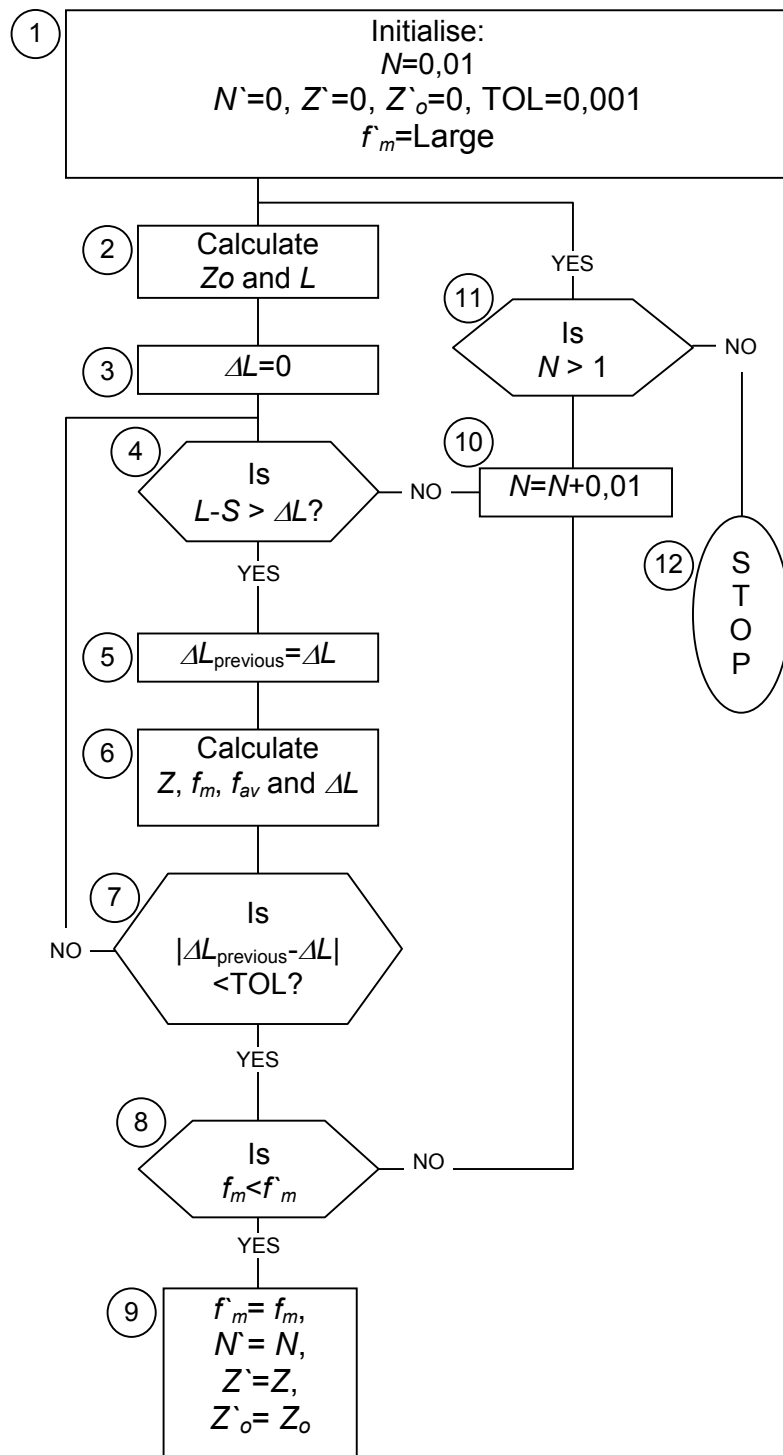 1
Initialise:
N=0,01
N`=0, Z`=0, Z`o=0, TOL=0,001
f`m=Large
2
Calculate
Zo and L
3
ΔL=0
4
Is
L-S > ΔL?
NO
YES
5
ΔLprevious=ΔL
6
Calculate
Z, fm, fav and ΔL
7
Is
|ΔLprevious-ΔL|
<TOL?
NO
YES
8
Is
fm<f`m
NO
YES
9
f`m= fm,
N`= N,
Z`=Z,
Z`o= Zo
10
N=N+0,01
YES
11
Is
N > 1
NO
12
S
T
O
P